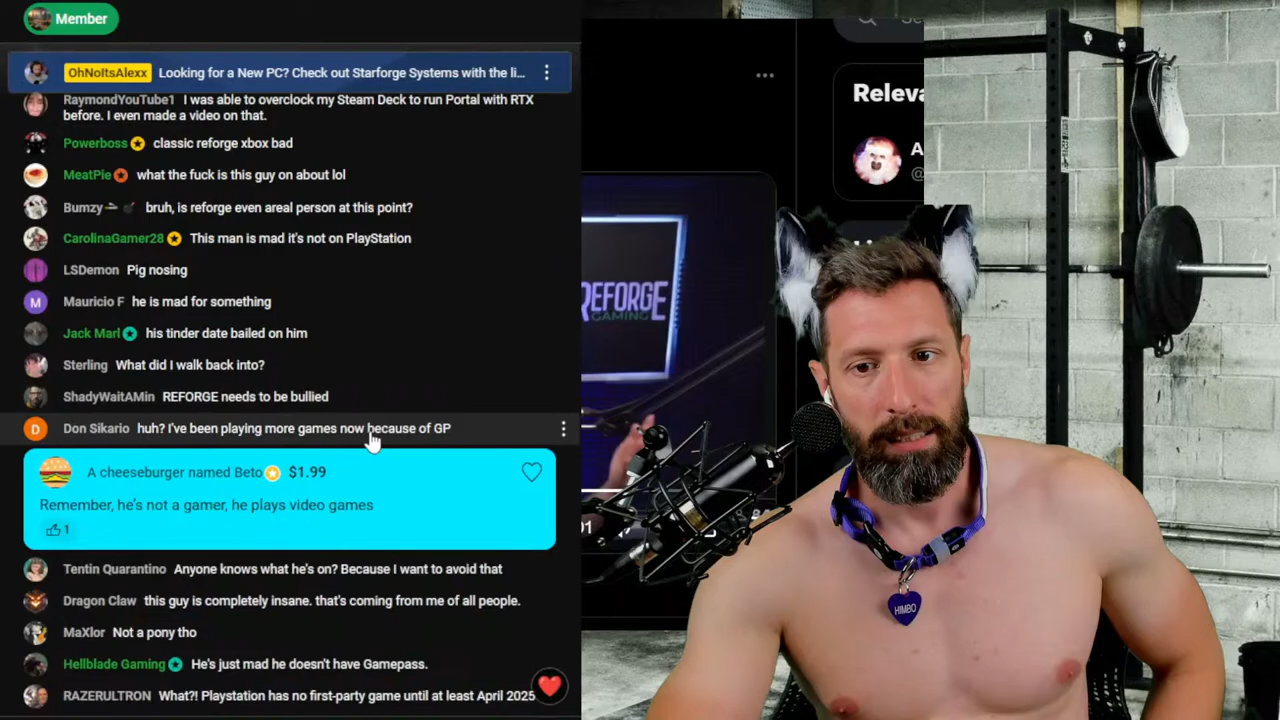 Member
OhNoItsAlexx Looking for a New PC? Check out Starforge Systems with the li...
RaymondYouTube1 I was able to overclock my Steam Deck to run Portal with RTX
before. I even made a video on that.
Powerboss classic reforge xbox bad
MeatPie what the fuck is this guy on about lol
Bumzy bruh, is reforge even areal person at this point?
CarolinaGamer28 This man is mad it's not on PlayStation
LSDemon Pig nosing
M Mauricio F he is mad for something
Jack Marl his tinder date bailed on him
Sterling What did I walk back into?
ShadyWaitAMin REFORGE needs to be bullied
D Don Sikario huh? I've been playing more games now because of GP
A cheeseburger named Beto $1.99
Remember, he's not a gamer, he plays video games
1
Tentin Quarantino Anyone knows what he's on? Because I want to avoid that
Dragon Claw this guy is completely insane. that's coming from me of all people.
MaXlor Not a pony tho
Hellblade Gaming He's just mad he doesn't have Gamepass.
RAZERULTRON What?! Playstation has no first-party game until at least April 2025
Releva
A
@
REFORGE
GAMING
HIMBO